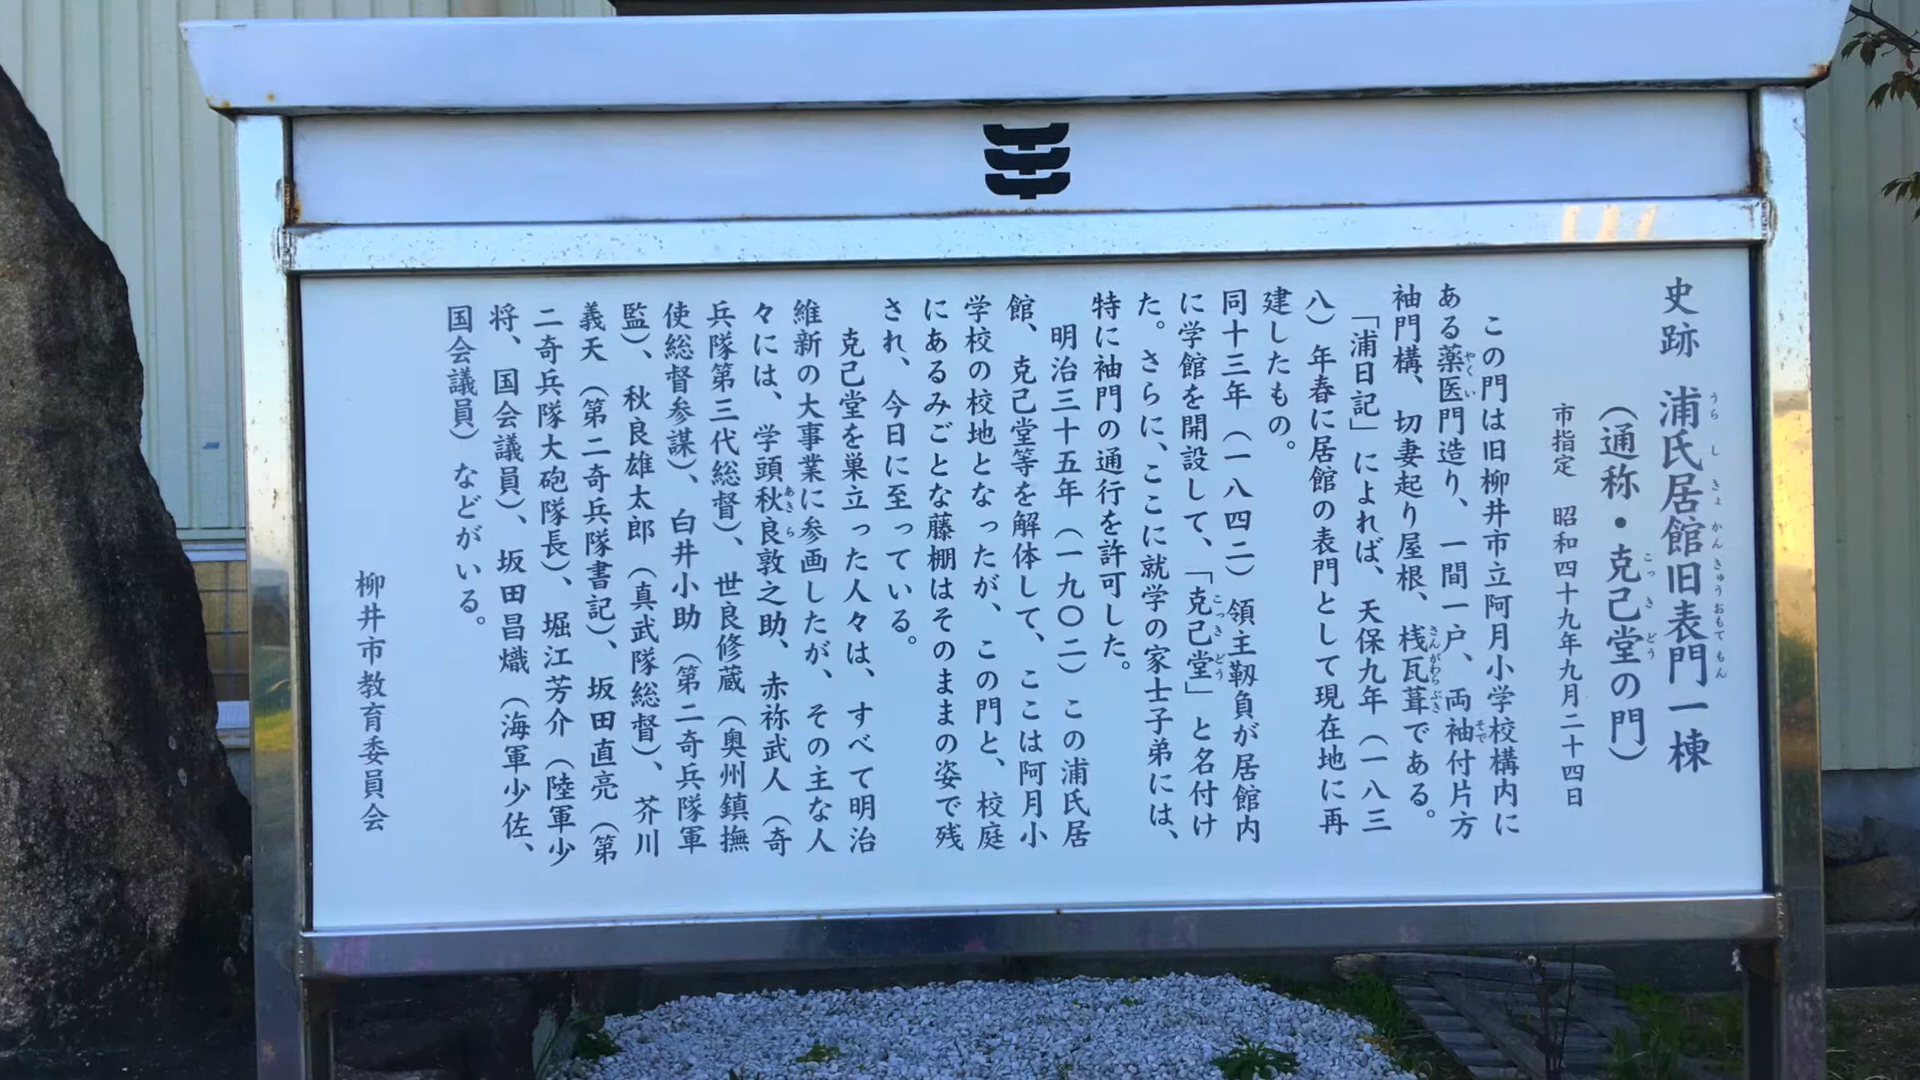 史跡 浦氏居館旧表門一棟
(通称・克己堂の門)
市指定 昭和四十九年九月二十四日
この門は旧柳井市立阿月小学校構内に
ある薬医門造り、一間一戸、両袖付片方
袖門構、切妻起り屋根、桟瓦葺である。
「浦日記」によれば、天保九年(一八三
八)年春に居館の表門として現在地に再
建したもの。
同十三年(一八四二)領主靱負が居館内
に学館を開設して、「克己堂」と名付け
た。さらに、ここに就学の家士子弟には、
特に袖門の通行を許可した。
明治三十五年(一九〇二)この浦氏居
館、克己堂等を解体して、ここは阿月小
学校の校地となったが、この門と、校庭
にあるみごとな藤棚はそのままの姿で残
され、今日に至っている。
克己堂を巣立った人々は、すべて明治
維新の大事業に参画したが、その主な人
々には、学頭秋良敦之助、赤祢武人(奇
兵隊第三代総督)、世良修蔵(奥州鎮撫
使総督参謀)、白井小助(第二奇兵隊軍
監)、秋良雄太郎(真武隊総督)、芥川
義天(第二奇兵隊書記)、坂田直亮(第
二奇兵隊大砲隊長)、堀江芳介(陸軍少
将、国会議員)、坂田昌熾(海軍少佐、
国会議員)などがいる。
柳井市教育委員会